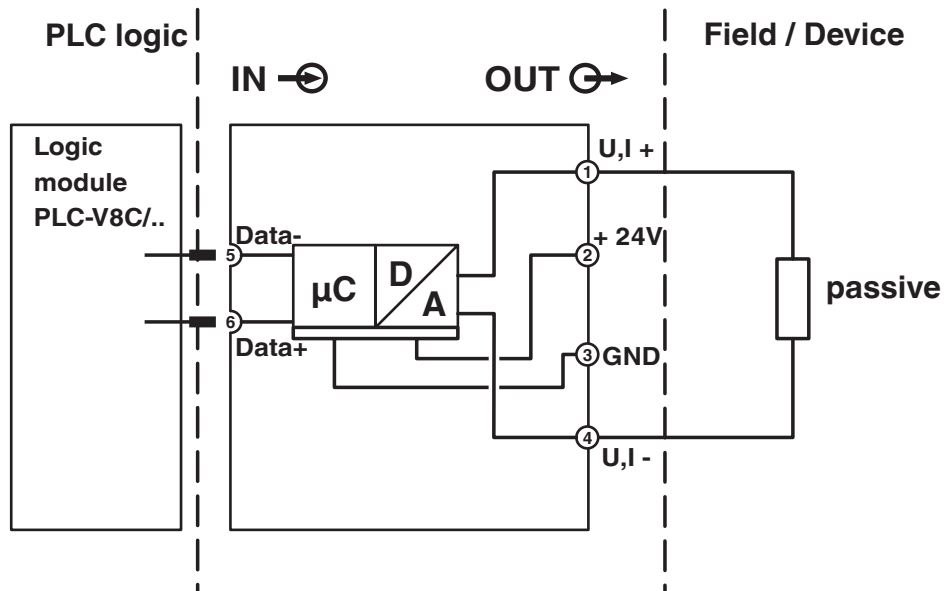 PLC logic
Field / Device
IN
OUT
Logic
module
PLC-V8C/..
U,I +
1
+ 24V
2
Data-
5
µC
D
A
passive
6
Data+
3
GND
4
U,I -